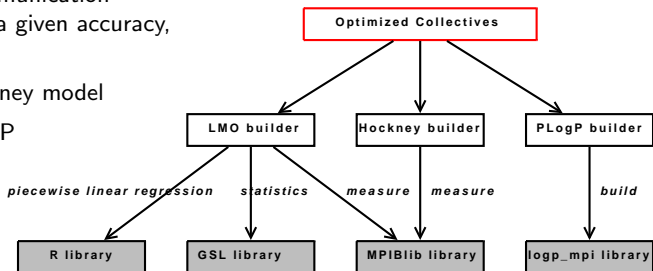 a given accuracy,
ney model
P
Optimized Collectives
LMO builder
Hockney builder
PLogP builder
piecewise linear regression
statistics
measure
measure
build
R library
GSL library
MPIBlib library
logp_mpi library